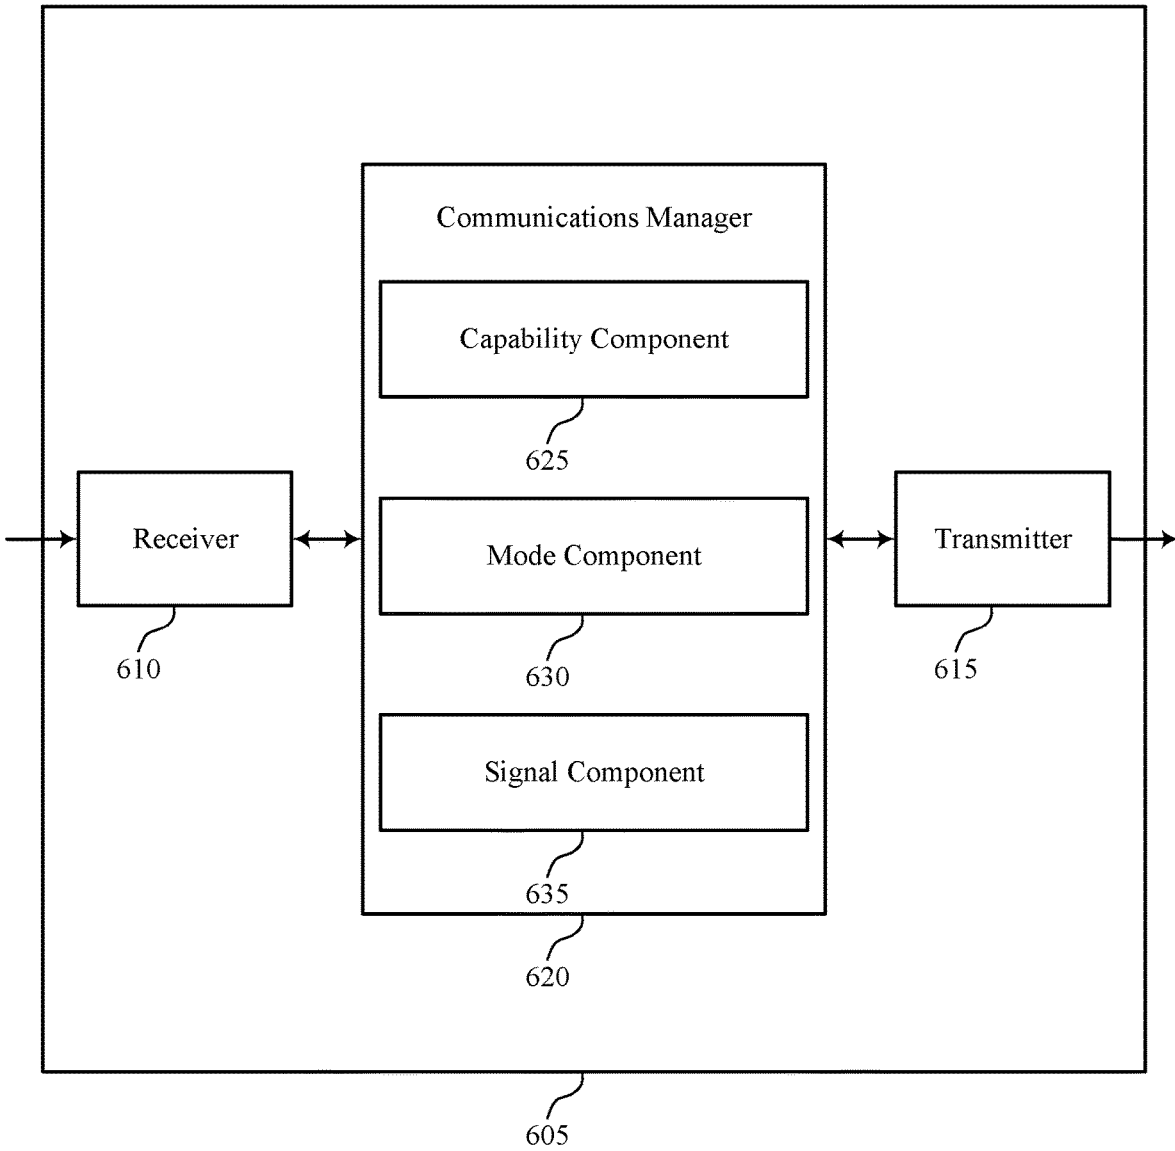 Communications Manager
Capability Component
625
Receiver
610
Mode Component
630
Transmitter
615
Signal Component
635
620
605